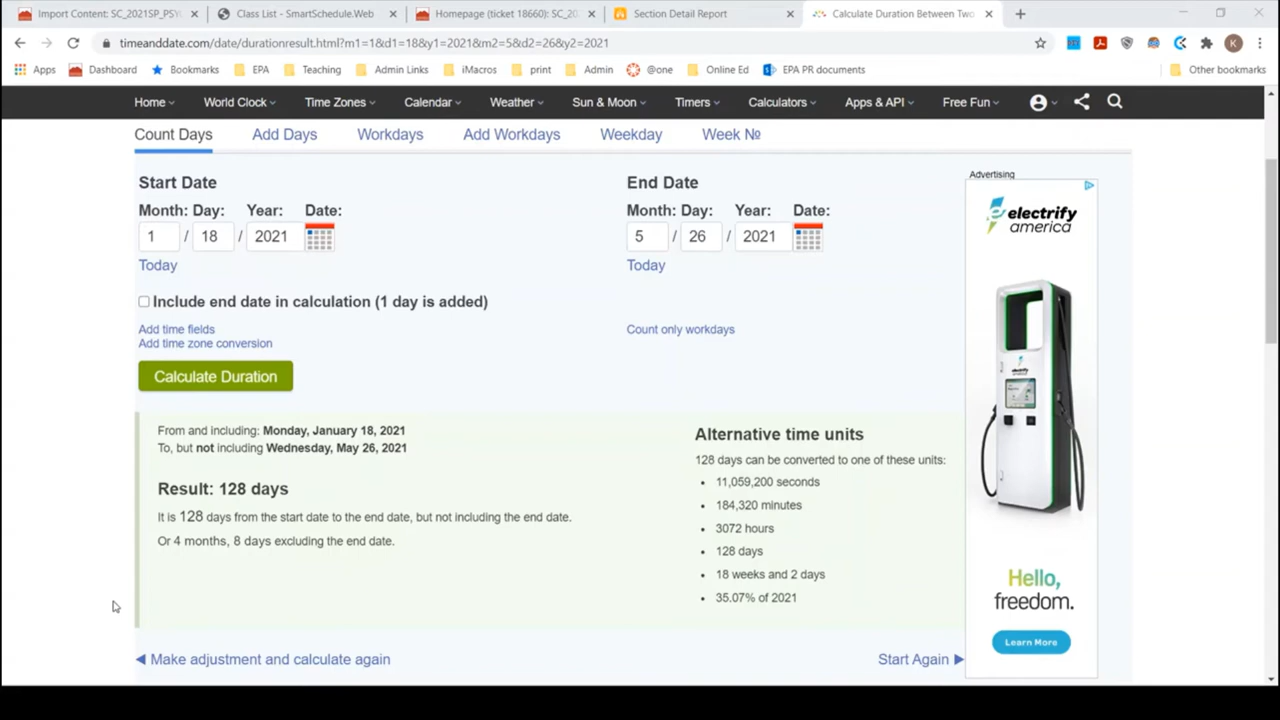 Import Content: SC_2021SP_PSY
Class List - SmartSchedule.Web
Homepage (ticket 18660): SC_20
Section Detail Report
Calculate Duration Between Two
timeanddate.com/date/durationresult.html?m1=1&d1=18&y1=2021&m2=5&d2=26&y2=2021
K
Apps Dashboard Bookmarks EPA Teaching Admin Links iMacros print Admin @one Online Ed EPA PR documents Other bookmarks
Home World Clock Time Zones Calendar Weather Sun & Moon Timers Calculators Apps & API Free Fun
Count Days Add Days Workdays Add Workdays Weekday Week №
Advertising
Start Date
Month: Day: Year: Date:
1 / 18 / 2021
Today
End Date
Month: Day: Year: Date:
5 / 26 / 2021
Today
Include end date in calculation (1 day is added)
Add time fields
Add time zone conversion
Count only workdays
Calculate Duration
From and including: Monday, January 18, 2021
To, but not including Wednesday, May 26, 2021
Result: 128 days
It is 128 days from the start date to the end date, but not including the end date.
Or 4 months, 8 days excluding the end date.
Alternative time units
128 days can be converted to one of these units:
• 11,059,200 seconds
• 184,320 minutes
• 3072 hours
• 128 days
• 18 weeks and 2 days
• 35.07% of 2021
◀ Make adjustment and calculate again
Start Again ▶
electrify
america
Hello,
freedom.
Learn More